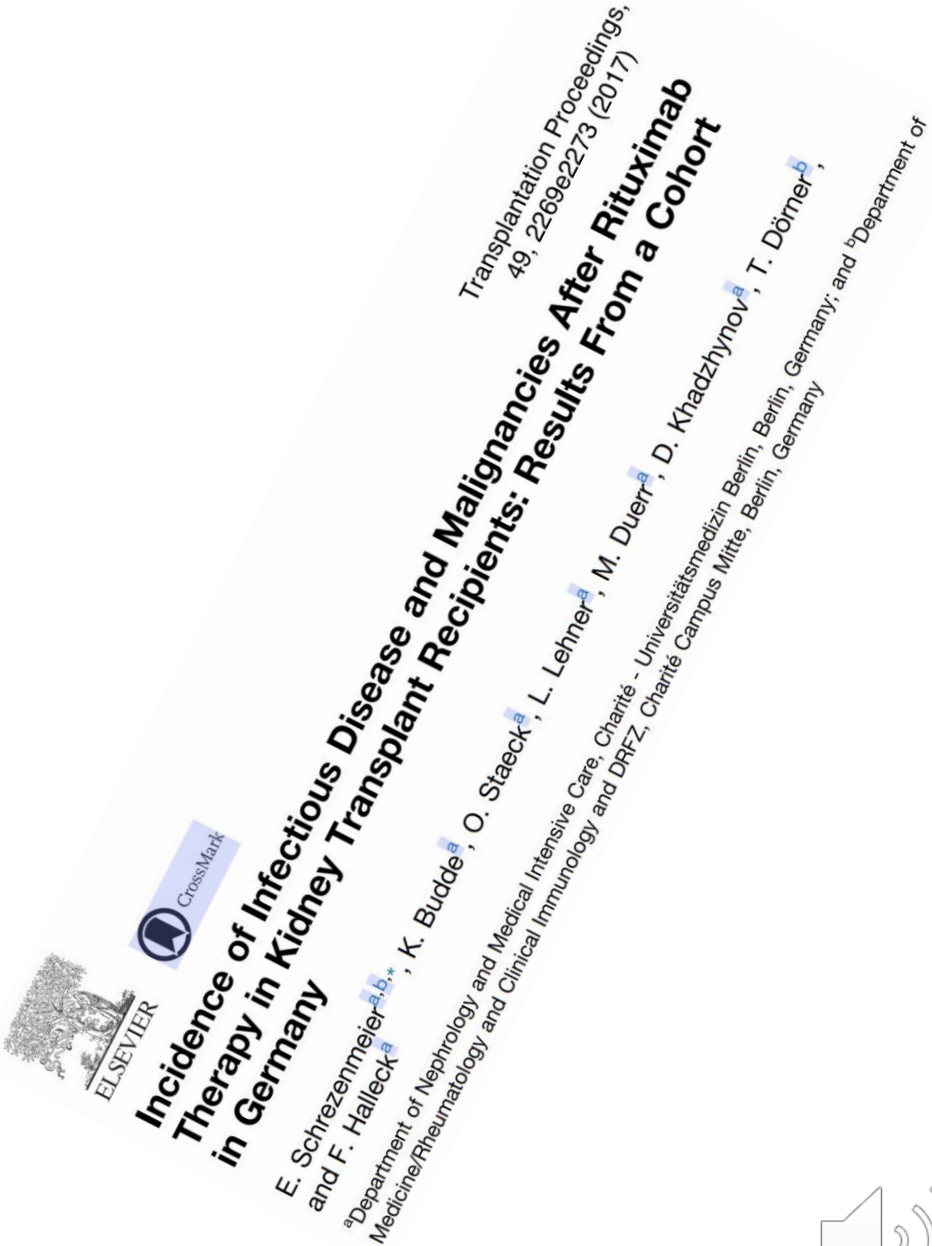 Transplantation Proceedings,
49, 2269e2273 (2017)
ELSEVIER
CrossMark
Incidence of Infectious Disease and Malignancies After Rituximab
Therapy in Kidney Transplant Recipients: Results From a Cohort
in Germany
E. Schrezenmeier a,b,*, K. Budde a, O. Staeck a, L. Lehner a, M. Duerr a, D. Khadzhynov a, T. Dörner b,
and F. Halleck a
aDepartment of Nephrology and Medical Intensive Care, Charité - Universitätsmedizin Berlin, Berlin, Germany; and bDepartment of
Medicine/Rheumatology and Clinical Immunology and DRFZ, Charité Campus Mitte, Berlin, Germany